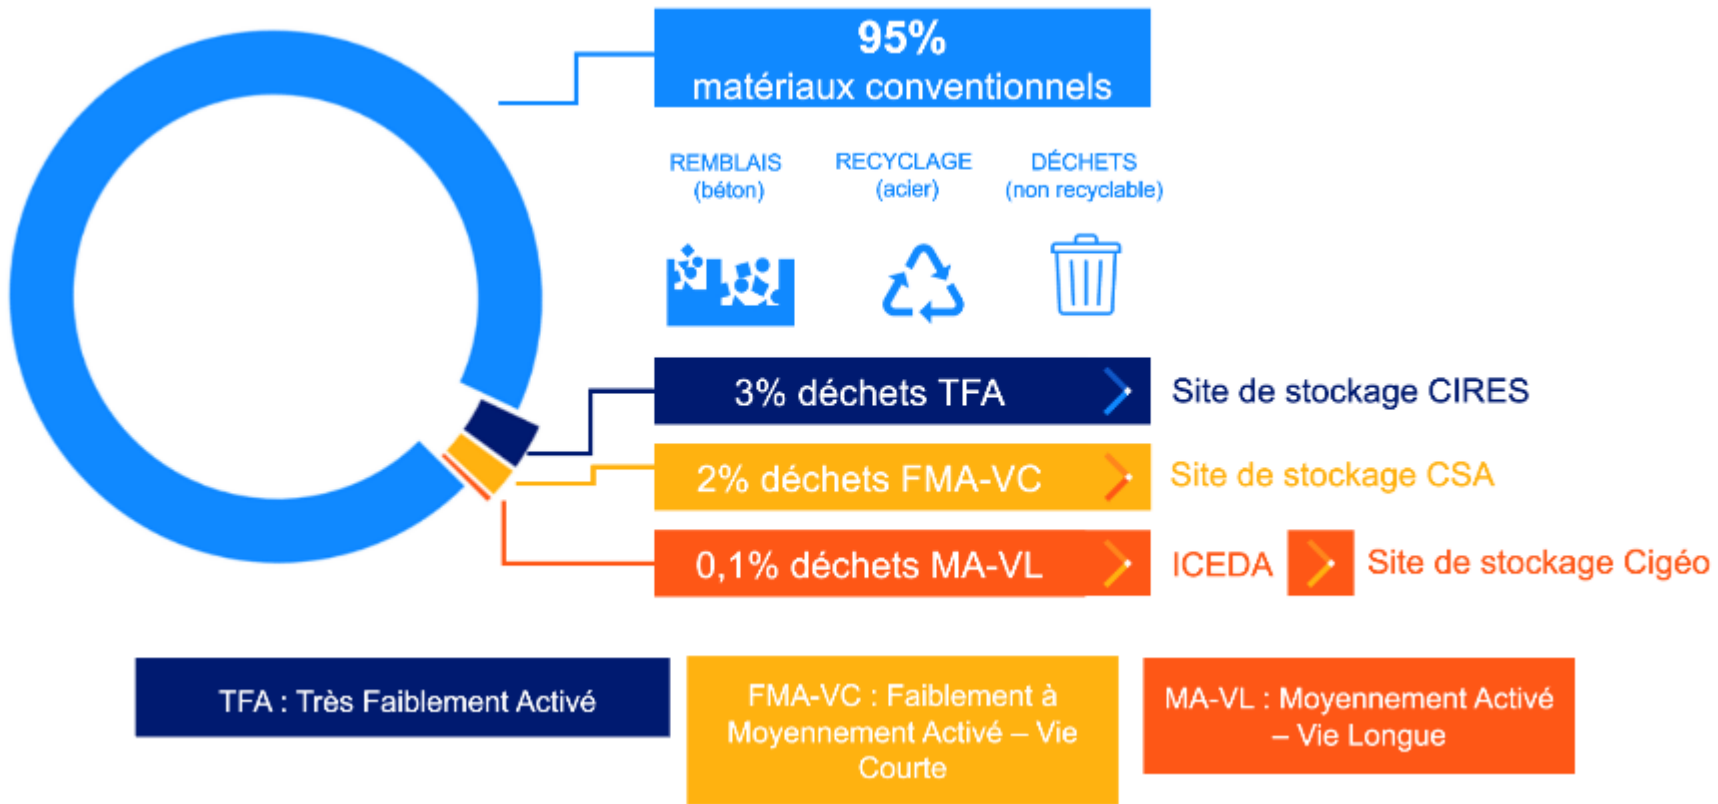 95%
matériaux conventionnels
REMBLAIS
(béton)
RECYCLAGE
(acier)
DÉCHETS
(non recyclable)
3% déchets TFA
Site de stockage CIRES
2% déchets FMA-VC
Site de stockage CSA
0,1% déchets MA-VL
ICEDA
Site de stockage Cigéo
TFA : Très Faiblement Activé
FMA-VC : Faiblement à
Moyennement Activé – Vie
Courte
MA-VL : Moyennement Activé
– Vie Longue